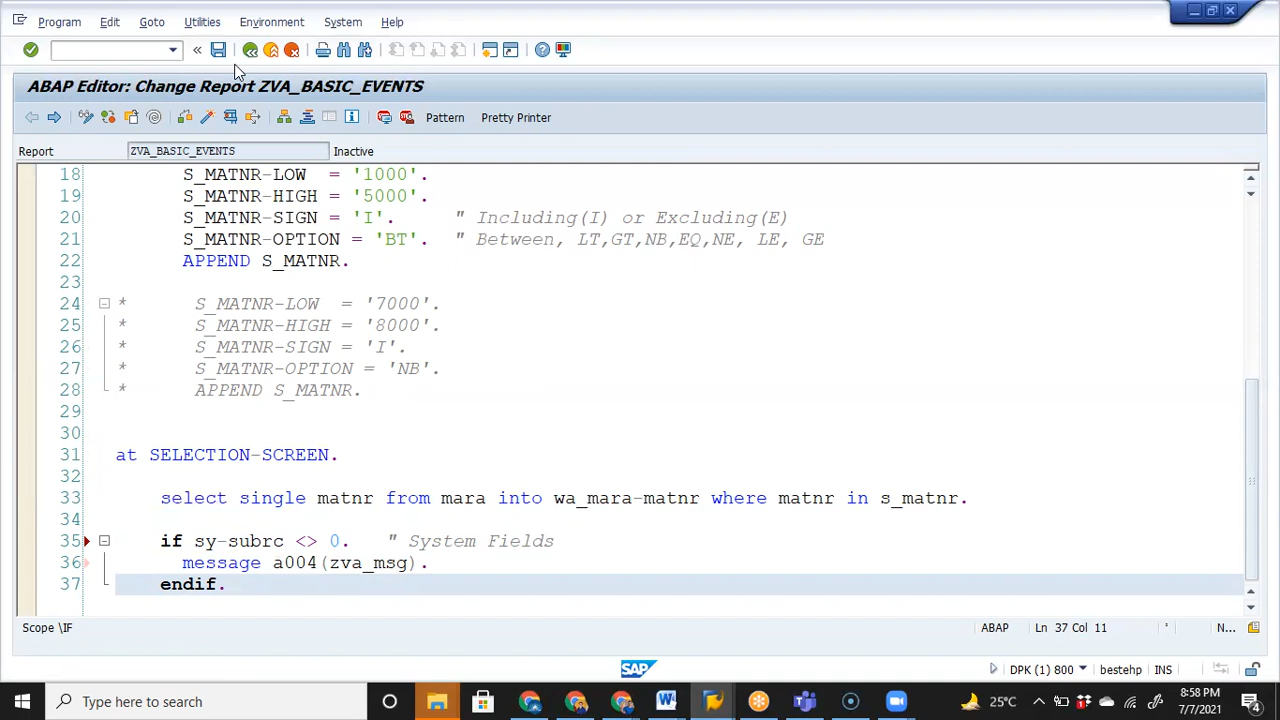 Program Edit Goto Utilities Environment System Help
ABAP Editor: Change Report ZVA_BASIC_EVENTS
Pattern Pretty Printer
Report ZVA_BASIC_EVENTS Inactive
18 S_MATNR-LOW = '1000'.
19 S_MATNR-HIGH = '5000'.
20 S_MATNR-SIGN = 'I'. " Including(I) or Excluding(E)
21 S_MATNR-OPTION = 'BT'. " Between, LT,GT,NB,EQ,NE, LE, GE
22 APPEND S_MATNR.
23
24 * S_MATNR-LOW = '7000'.
25 * S_MATNR-HIGH = '8000'.
26 * S_MATNR-SIGN = 'I'.
27 * S_MATNR-OPTION = 'NB'.
28 * APPEND S_MATNR.
29
30
31 at SELECTION-SCREEN.
32
33 select single matnr from mara into wa_mara-matnr where matnr in s_matnr.
34
35 if sy-subrc <> 0. " System Fields
36 message a004(zva_msg).
37 endif.
Scope \IF ABAP Ln 37 Col 11 N...
SAP DPK (1) 800 bestehp INS
Type here to search 25°C 8:58 PM
7/7/2021 4